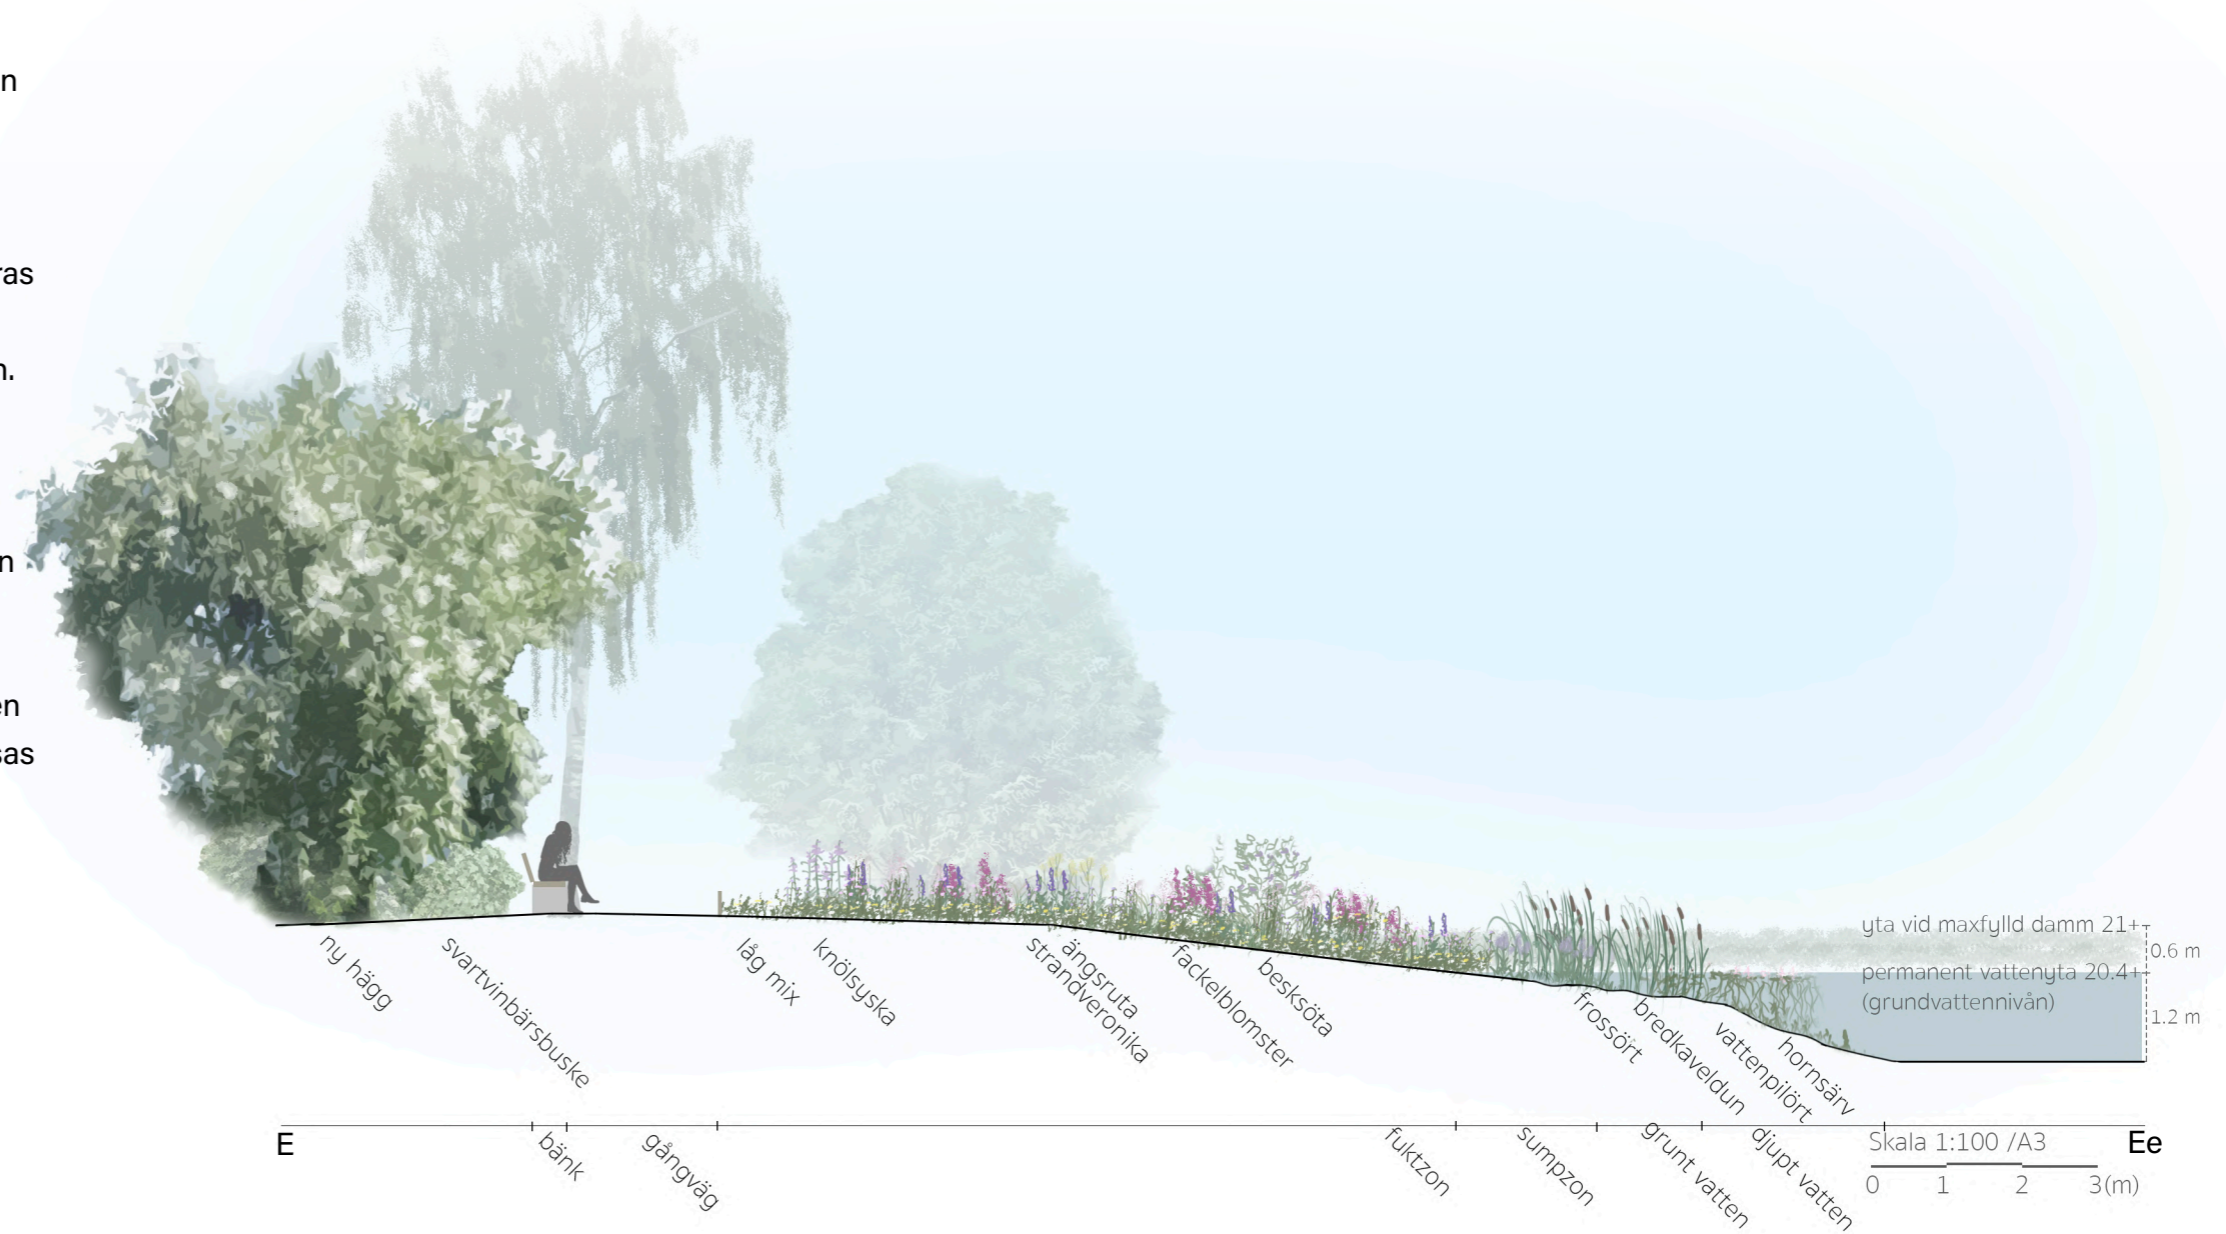 n
ras
n.
n
en
sas
yta vid maxfylld damm 21+
0.6 m
permanent vattenyta 20.4+
(grundvattennivån)
1.2 m
ny hägg
svartvinbärsbuske
låg mix
knölsyska
strandveronika
ängsruta
fackelblomster
besksöta
frossört
bredkaveldun
vattenpilört
hornsärv
E
bänk
gångväg
fuktzon
sumpzon
grunt vatten
djupt vatten
Skala 1:100 /A3
Ee
0 1 2 3(m)